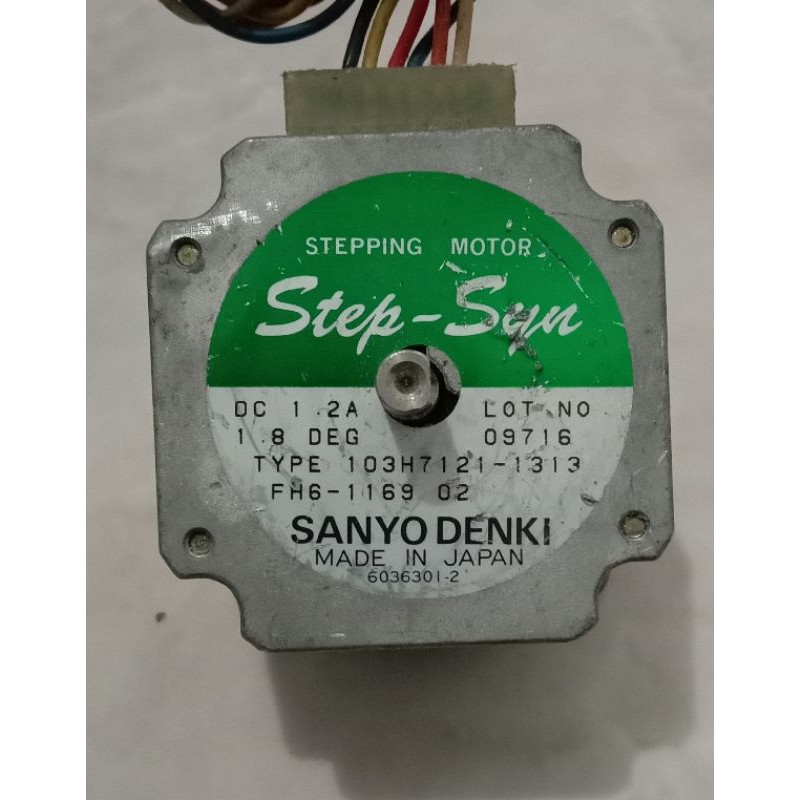 STEPPING MOTOR
Step-Syn
DC 1.2A LOT NO.
1.8 DEG 09716
TYPE 103H7121-1313
FH6-1169 02
SANYO DENKI
MADE IN JAPAN
6036301-2